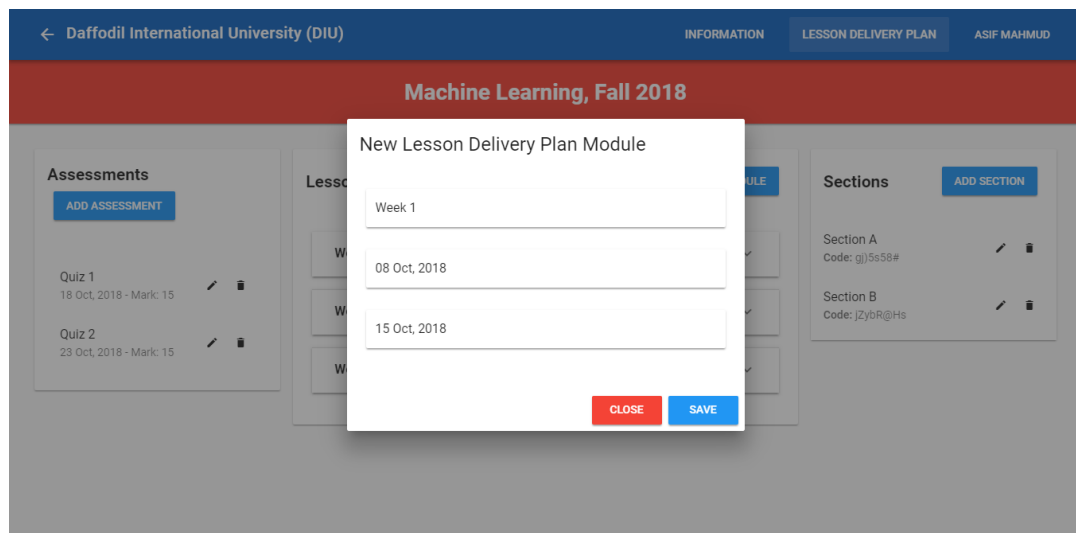 Daffodil International University (DIU)
INFORMATION
LESSON DELIVERY PLAN
ASIF MAHMUD
Machine Learning, Fall 2018
Assessments
ADD ASSESSMENT
Quiz 1
18 Oct, 2018 - Mark: 15
Quiz 2
23 Oct, 2018 - Mark: 15
New Lesson Delivery Plan Module
Week 1
08 Oct, 2018
15 Oct, 2018
CLOSE
SAVE
Sections
ADD SECTION
Section A
Code: gj)5s58#
Section B
Code: jZybR@Hs